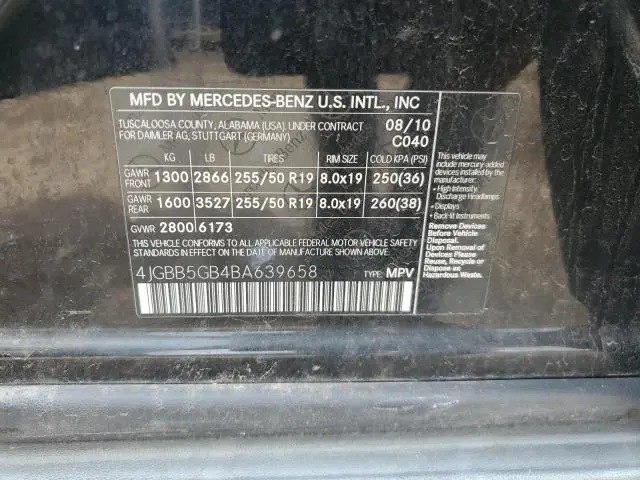 MFD BY MERCEDES-BENZ U.S. INTL., INC
TUSCALOOSA COUNTY, ALABAMA (USA), UNDER CONTRACT
FOR DAIMLER AG, STUTTGART (GERMANY)
08/10
C040
KG LB TIRES RIM SIZE COLD KPA (PSI)
GAWR FRONT 1300 2866 255/50 R19 8.0x19 250(36)
GAWR REAR 1600 3527 255/50 R19 8.0x19 260(38)
GVWR 2800 6173
THIS VEHICLE CONFORMS TO ALL APPLICABLE FEDERAL MOTOR VEHICLE
SAFETY STANDARDS IN EFFECT ON THE DATE OF MANUFACTURE SHOWN ABOVE.
4JGBB5GB4BA639658 TYPE: MPV
This vehicle may
include mercury
added devices
installed by the
manufacturer:
• High Intensity
Discharge Headlamps
• Displays
• Back-lit Instruments
Remove Devices
Before Vehicle
Disposal.
Upon Removal of
Devices Please
Reuse, Recycle or
Dispose as
Hazardous Waste.